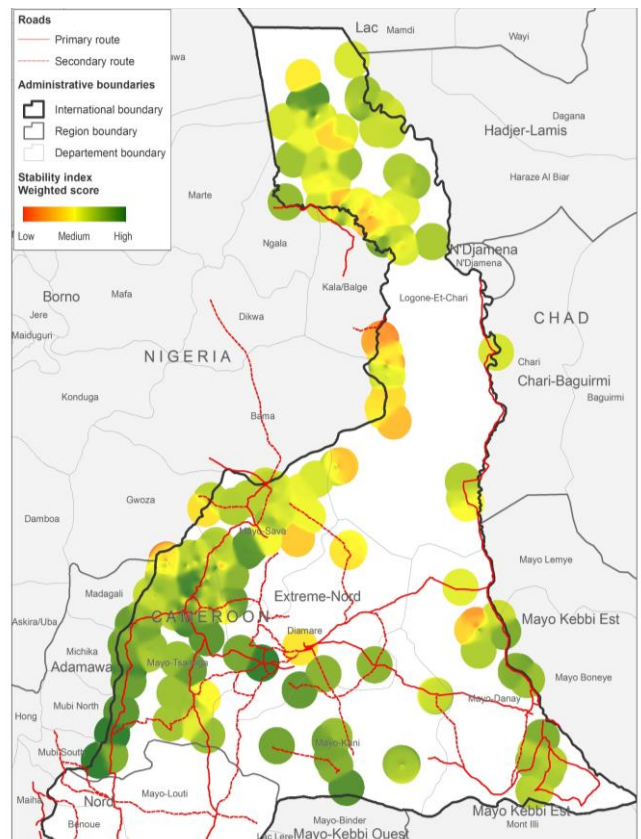 Roads
Primary route
Secondary route
Administrative boundaries
International boundary
Region boundary
Departement boundary
Stability index
Weighted score
Low Medium High
Lac
Mamdi
Wayi
Dagana
Hadjer-Lamis
Haraze Al Biar
Marte
Ngala
N'Djamena
N'Djamena
Kala/Balge
Logone-Et-Chari
Borno
Mafa
Jere
Dikwa
Maiduguri
CHAD
NIGERIA
Chari
Chari-Baguirmi
Konduga
Baguirmi
Bama
Gwoza
Damboa
Mayo-Sava
Mayo Lemye
Madagali
Extreme-Nord
Askira/Uba
CAMEROON
Mayo Kebbi Est
Diamare
Michika
Adamawa
Mayo-Tsanaga
Mayo Boneye
Mubi North
Mayo-Danay
Hong
Mubi South
Mayo-Kani
Maiha
Nord
Mayo-Louti
Benoue
Mayo-Binder
Mayo Kebbi Est
Mont Illi
Lac Lere
Mayo-Kebbi Ouest